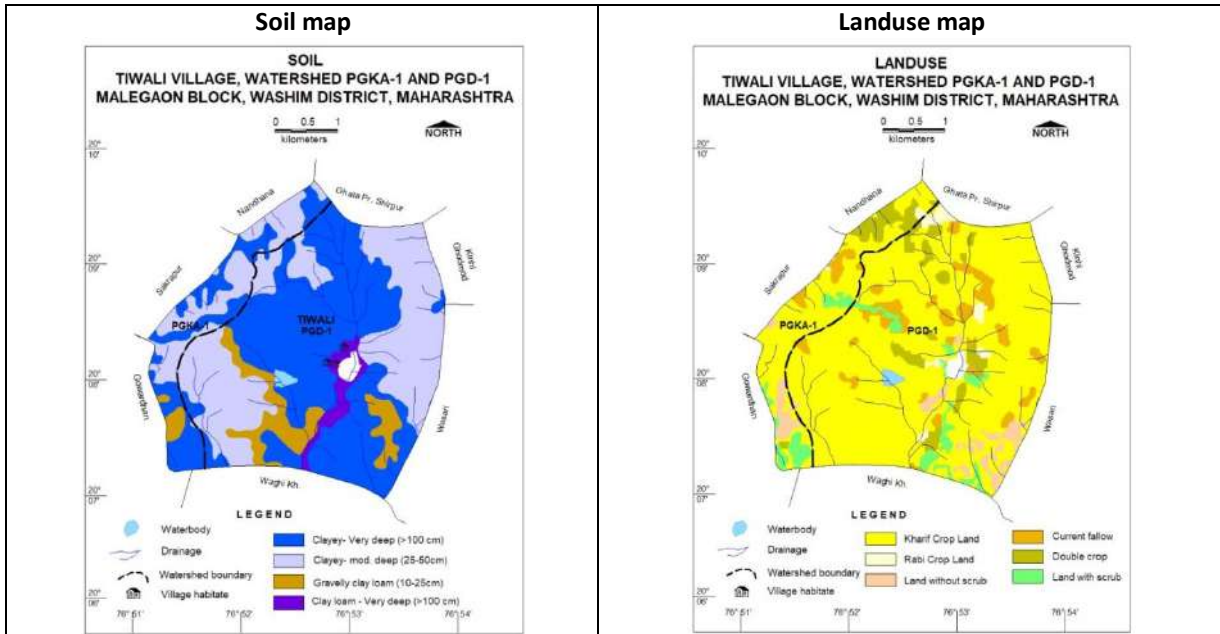 Soil map
SOIL
TIWALI VILLAGE, WATERSHED PGKA-1 AND PGD-1
MALEGAON BLOCK, WASHIM DISTRICT, MAHARASHTRA
0 0.5 1
kilometers
NORTH
20°
10'
20°
09'
20°
08'
20°
07'
20°
06'
Nandhana
Ghata Pr. Shirpur
Sakrapur
PGKA-1
TIWALI
PGD-1
Gowardhan
Wasari
Waghi Kh.
LEGEND
Waterbody
Drainage
Watershed boundary
Village habitate
Clayey- Very deep (>100 cm)
Clayey- mod. deep (25-50cm)
Gravelly clay loam (10-25cm)
Clay loam - Very deep (>100 cm)
76° 51'
76° 52'
76° 53'
76° 54'
Landuse map
LANDUSE
TIWALI VILLAGE, WATERSHED PGKA-1 AND PGD-1
MALEGAON BLOCK, WASHIM DISTRICT, MAHARASHTRA
0 0.5 1
kilometers
NORTH
20°
10'
20°
09'
20°
08'
20°
07'
20°
06'
Nandhana
Ghata Pr. Shirpur
Sakrapur
PGKA-1
PGD-1
Gowardhan
Wasari
Waghi Kh.
LEGEND
Waterbody
Drainage
Watershed boundary
Village habitate
Kharif Crop Land
Rabi Crop Land
Land without scrub
Current fallow
Double crop
Land with scrub
76° 51'
76° 52'
76° 53'
76° 54'